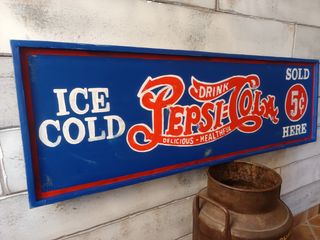 ICE
COLD
DRINK
PEPSI-COLA
DELICIOUS - HEALTHFUL
SOLD
5¢
HERE